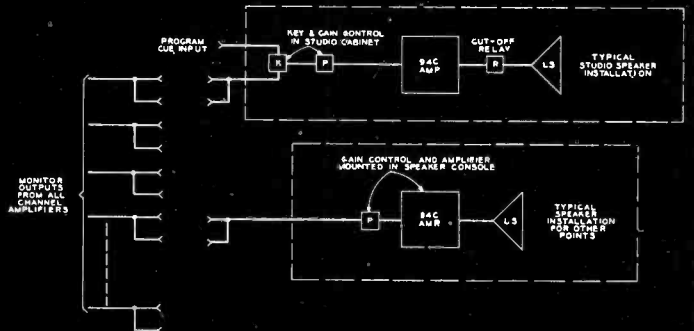 PROGRAM
CUE INPUT
KEY & GAIN CONTROL
IN STUDIO CABINET
K
P
94C
AMP
CUT-OFF
RELAY
R
LS
TYPICAL
STUDIO SPEAKER
INSTALLATION
MONITOR
OUTPUTS
FROM ALL
CHANNEL
AMPLIFIERS
GAIN CONTROL AND AMPLIFIER
MOUNTED IN SPEAKER CONSOLE
P
94C
AMP.
LS
TYPICAL
SPEAKER
INSTALLATION
FOR OTHER
POINTS